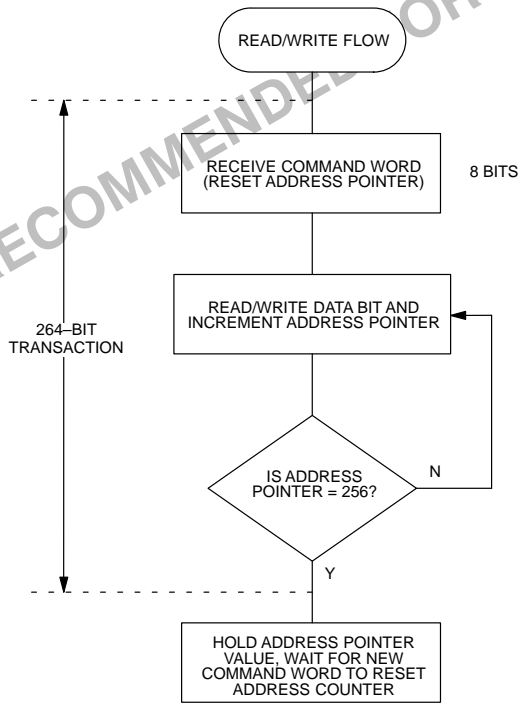 READ/WRITE FLOW
RECOMMENDED FOR
RECEIVE COMMAND WORD
(RESET ADDRESS POINTER)
8 BITS
READ/WRITE DATA BIT AND
INCREMENT ADDRESS POINTER
264–BIT
TRANSACTION
IS ADDRESS
POINTER = 256?
N
Y
HOLD ADDRESS POINTER
VALUE, WAIT FOR NEW
COMMAND WORD TO RESET
ADDRESS COUNTER